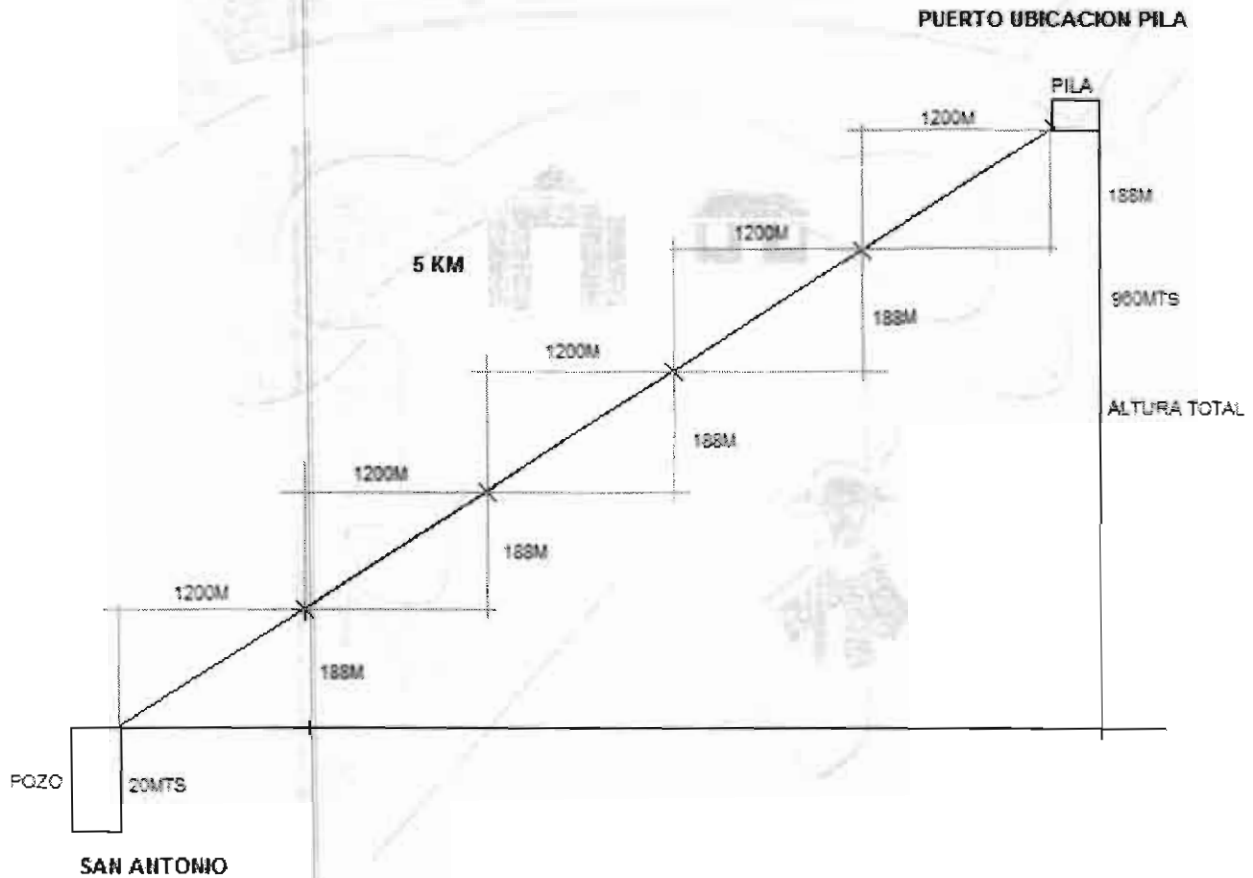 PUERTO UBICACION PILA
PILA
1200M
188M
1200M
5 KM
960MTS
188M
1200M
ALTURA TOTAL
188M
1200M
188M
1200M
188M
POZO
20MTS
SAN ANTONIO